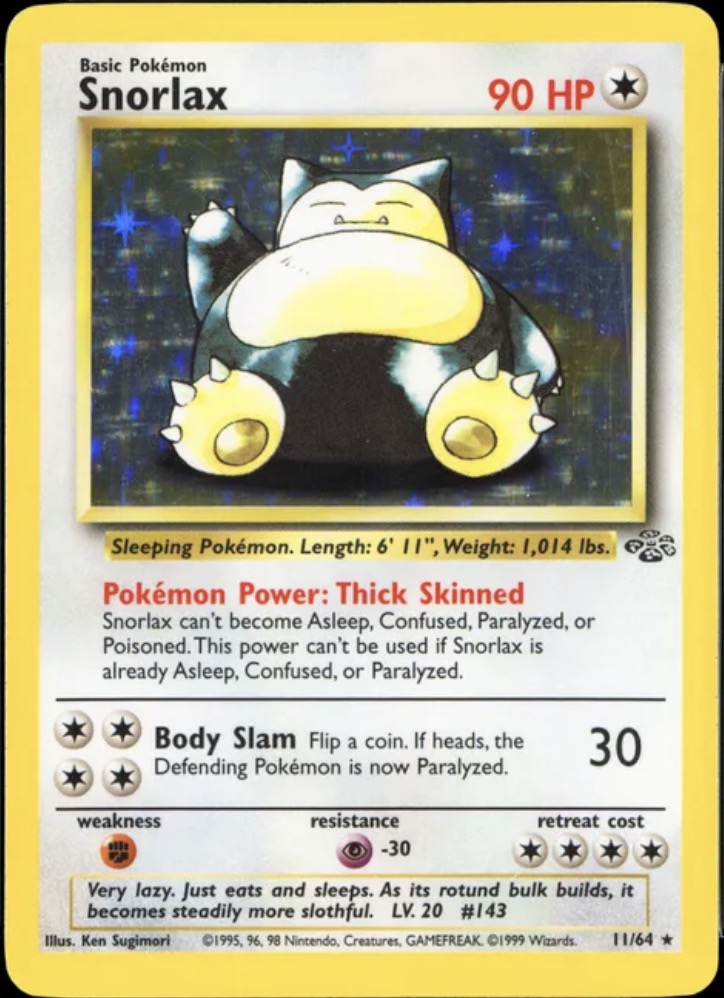 Basic Pokémon
Snorlax
90 HP
Sleeping Pokémon. Length: 6' 11", Weight: 1,014 lbs.
Pokémon Power: Thick Skinned
Snorlax can't become Asleep, Confused, Paralyzed, or
Poisoned. This power can't be used if Snorlax is
already Asleep, Confused, or Paralyzed.
Body Slam Flip a coin. If heads, the
Defending Pokémon is now Paralyzed.
30
weakness
resistance
retreat cost
-30
Very lazy. Just eats and sleeps. As its rotund bulk builds, it
becomes steadily more slothful. LV. 20 #143
Illus. Ken Sugimori ©1995, 96, 98 Nintendo, Creatures, GAMEFREAK. ©1999 Wizards. 11/64 ★